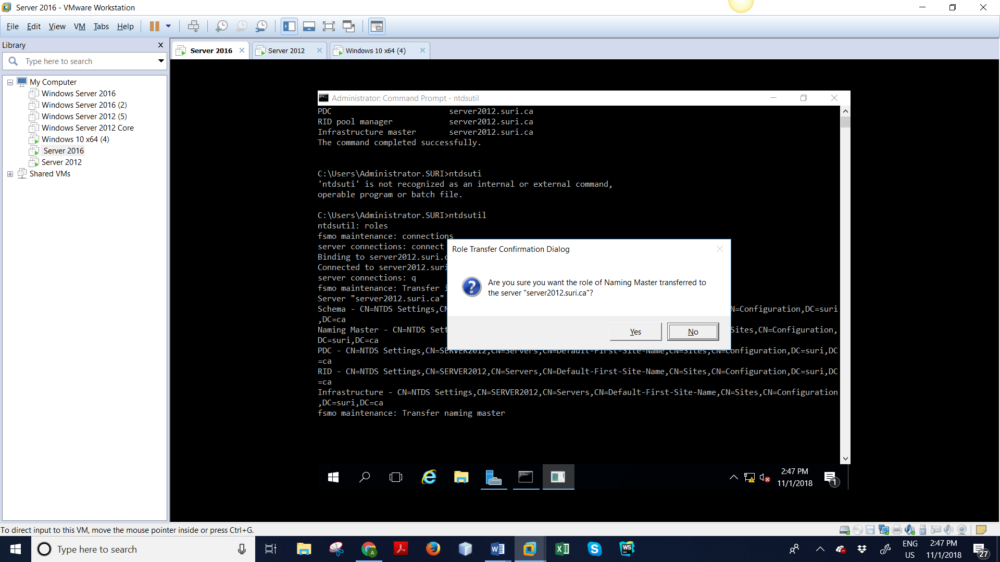 Server 2016 - VMware Workstation
File Edit View VM Tabs Help
Library
Type here to search
My Computer
Windows Server 2016
Windows Server 2016 (2)
Windows Server 2012 (5)
Windows Server 2012 Core
Windows 10 x64 (4)
Server 2016
Server 2012
Shared VMs
Server 2016
Server 2012
Windows 10 x64 (4)
Administrator: Command Prompt - ntdsutil
PDC server2012.suri.ca
RID pool manager server2012.suri.ca
Infrastructure master server2012.suri.ca
The command completed successfully.
C:\Users\Administrator.SURI>ntdsuti
'ntdsuti' is not recognized as an internal or external command,
operable program or batch file.
C:\Users\Administrator.SURI>ntdsutil
ntdsutil: roles
fsmo maintenance: connections
server connections: connect
Binding to server2012.suri.c
Connected to server2012.suri
server connections: q
fsmo maintenance: Transfer i
Server "server2012.suri.ca"
Schema - CN=NTDS Settings,CN N=Configuration,DC=suri
,DC=ca
Naming Master - CN=NTDS Sett Sites,CN=Configuration,
DC=suri,DC=ca
PDC - CN=NTDS Settings,CN=SERVER2012,CN=Servers,CN=Default-First-Site-Name,CN=Sites,CN=Configuration,DC=suri,DC
=ca
RID - CN=NTDS Settings,CN=SERVER2012,CN=Servers,CN=Default-First-Site-Name,CN=Sites,CN=Configuration,DC=suri,DC
=ca
Infrastructure - CN=NTDS Settings,CN=SERVER2012,CN=Servers,CN=Default-First-Site-Name,CN=Sites,CN=Configuration
,DC=suri,DC=ca
fsmo maintenance: Transfer naming master
Role Transfer Confirmation Dialog
Are you sure you want the role of Naming Master transferred to
the server "server2012.suri.ca"?
Yes No
2:47 PM
11/1/2018
1
To direct input to this VM, move the mouse pointer inside or press Ctrl+G.
Type here to search
A
WS
ENG
US
2:47 PM
11/1/2018
27